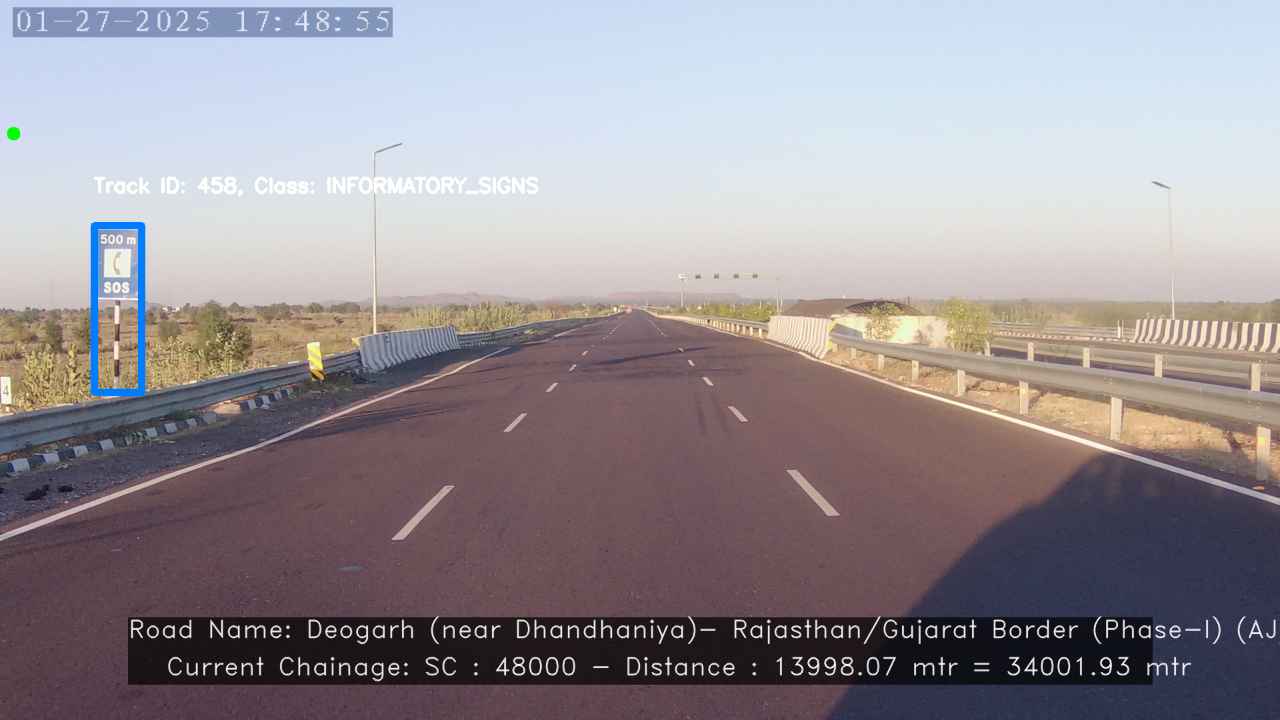 01-27-2025 17:48:55
Track ID: 458, Class: INFORMATORY_SIGNS
500 m
SOS
4
Road Name: Deogarh (near Dhandhaniya)- Rajasthan/Gujarat Border (Phase-I) (AJ
Current Chainage: SC : 48000 - Distance : 13998.07 mtr = 34001.93 mtr